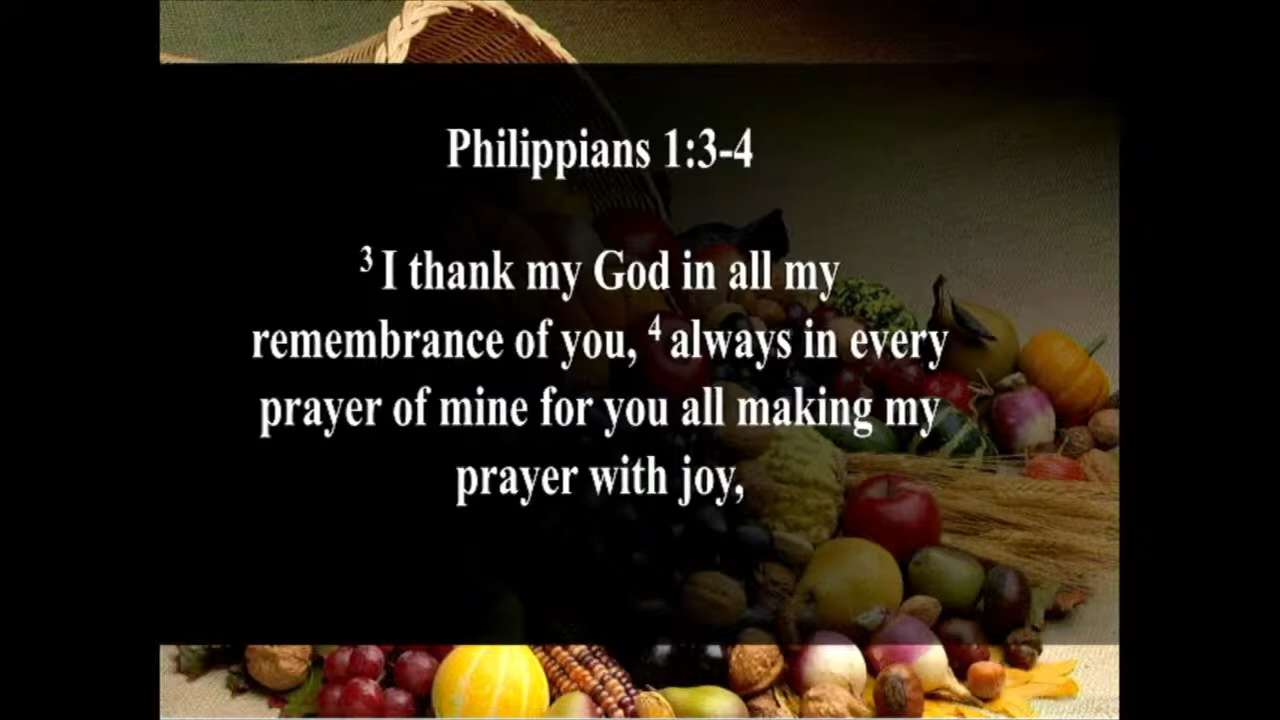 Philippians 1:3-4
3 I thank my God in all my
remembrance of you, 4 always in every
prayer of mine for you all making my
prayer with joy,